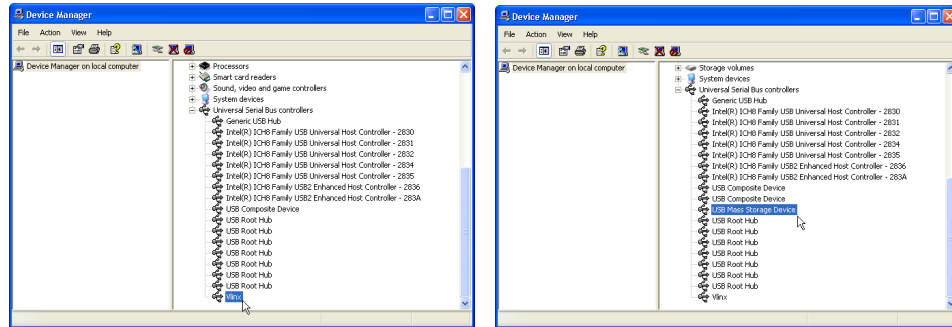 Device Manager
File Action View Help
Device Manager on local computer
Processors
Smart card readers
Sound, video and game controllers
System devices
Universal Serial Bus controllers
Generic USB Hub
Intel(R) ICH8 Family USB Universal Host Controller - 2830
Intel(R) ICH8 Family USB Universal Host Controller - 2831
Intel(R) ICH8 Family USB Universal Host Controller - 2832
Intel(R) ICH8 Family USB Universal Host Controller - 2834
Intel(R) ICH8 Family USB Universal Host Controller - 2835
Intel(R) ICH8 Family USB2 Enhanced Host Controller - 2836
Intel(R) ICH8 Family USB2 Enhanced Host Controller - 283A
USB Composite Device
USB Root Hub
USB Root Hub
USB Root Hub
USB Root Hub
USB Root Hub
USB Root Hub
USB Root Hub
Vlinx
Device Manager
File Action View Help
Device Manager on local computer
Storage volumes
System devices
Universal Serial Bus controllers
Generic USB Hub
Intel(R) ICH8 Family USB Universal Host Controller - 2830
Intel(R) ICH8 Family USB Universal Host Controller - 2831
Intel(R) ICH8 Family USB Universal Host Controller - 2832
Intel(R) ICH8 Family USB Universal Host Controller - 2834
Intel(R) ICH8 Family USB Universal Host Controller - 2835
Intel(R) ICH8 Family USB2 Enhanced Host Controller - 2836
Intel(R) ICH8 Family USB2 Enhanced Host Controller - 283A
USB Composite Device
USB Composite Device
USB Mass Storage Device
USB Root Hub
USB Root Hub
USB Root Hub
USB Root Hub
USB Root Hub
USB Root Hub
USB Root Hub
Vlinx